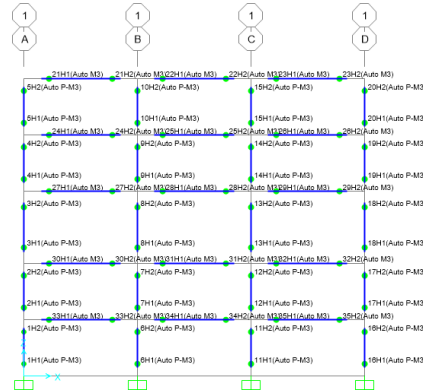 1 1 1 1
A B C D
21H1(Auto M3) 21H2(Auto M3) 22H1(Auto M3) 22H2(Auto M3) 23H1(Auto M3) 23H2(Auto M3)
5H2(Auto P-M3) 10H2(Auto P-M3) 15H2(Auto P-M3) 20H2(Auto P-M3
5H1(Auto P-M3) 10H1(Auto P-M3) 15H1(Auto P-M3) 20H1(Auto P-M3
24H1(Auto M3) 24H2(Auto M3) 25H1(Auto M3) 25H2(Auto M3) 26H1(Auto M3) 26H2(Auto M3)
4H2(Auto P-M3) 9H2(Auto P-M3) 14H2(Auto P-M3) 19H2(Auto P-M3
4H1(Auto P-M3) 9H1(Auto P-M3) 14H1(Auto P-M3) 19H1(Auto P-M3
27H1(Auto M3) 27H2(Auto M3) 28H1(Auto M3) 28H2(Auto M3) 29H1(Auto M3) 29H2(Auto M3)
3H2(Auto P-M3) 8H2(Auto P-M3) 13H2(Auto P-M3) 18H2(Auto P-M3
3H1(Auto P-M3) 8H1(Auto P-M3) 13H1(Auto P-M3) 18H1(Auto P-M3
30H1(Auto M3) 30H2(Auto M3) 31H1(Auto M3) 31H2(Auto M3) 32H1(Auto M3) 32H2(Auto M3)
2H2(Auto P-M3) 7H2(Auto P-M3) 12H2(Auto P-M3) 17H2(Auto P-M3
2H1(Auto P-M3) 7H1(Auto P-M3) 12H1(Auto P-M3) 17H1(Auto P-M3
33H1(Auto M3) 33H2(Auto M3) 34H1(Auto M3) 34H2(Auto M3) 35H1(Auto M3) 35H2(Auto M3)
1H2(Auto P-M3) 6H2(Auto P-M3) 11H2(Auto P-M3) 16H2(Auto P-M3
1H1(Auto P-M3) 6H1(Auto P-M3) 11H1(Auto P-M3) 16H1(Auto P-M3
X